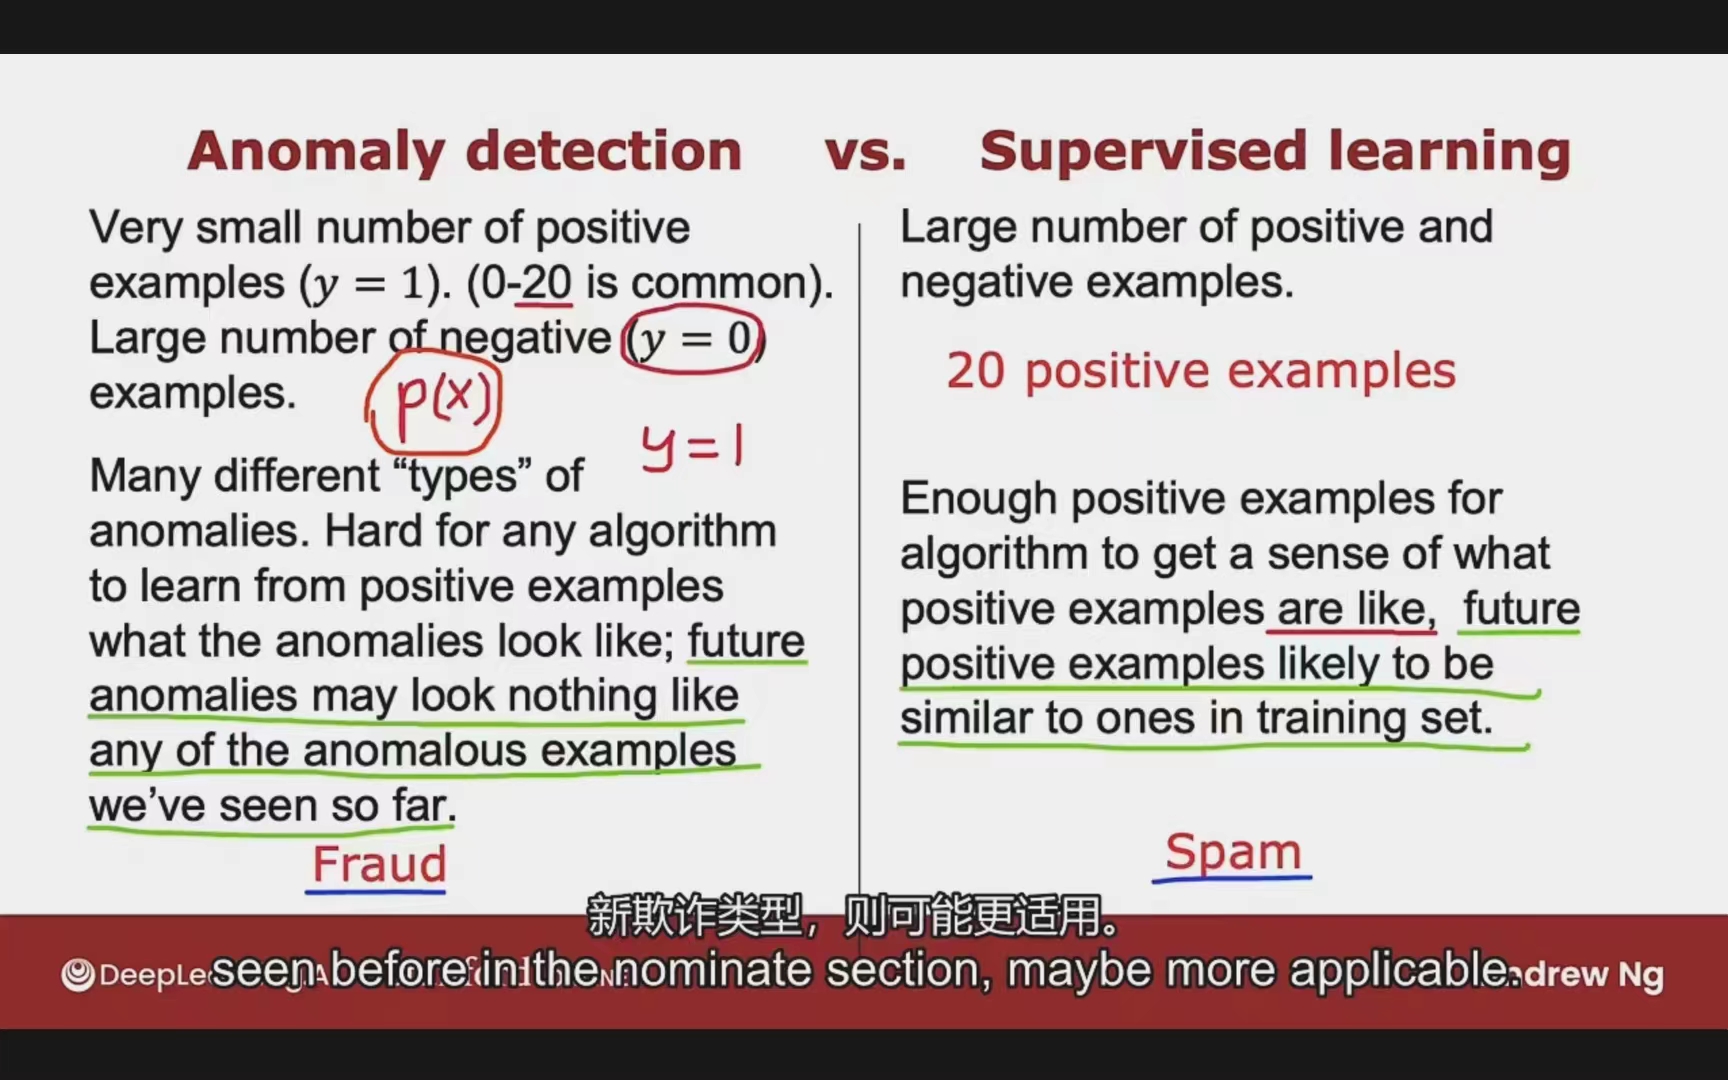 Anomaly detection vs. Supervised learning
Very small number of positive
examples (y = 1). (0-20 is common).
Large number of negative (y = 0)
examples.
p(x)
y=1
Many different “types” of
anomalies. Hard for any algorithm
to learn from positive examples
what the anomalies look like; future
anomalies may look nothing like
any of the anomalous examples
we’ve seen so far.
Fraud
Large number of positive and
negative examples.
20 positive examples
Enough positive examples for
algorithm to get a sense of what
positive examples are like, future
positive examples likely to be
similar to ones in training set.
Spam
新欺诈类型，则可能更适用。
seen before in the nominate section, maybe more applicable.
Andrew Ng